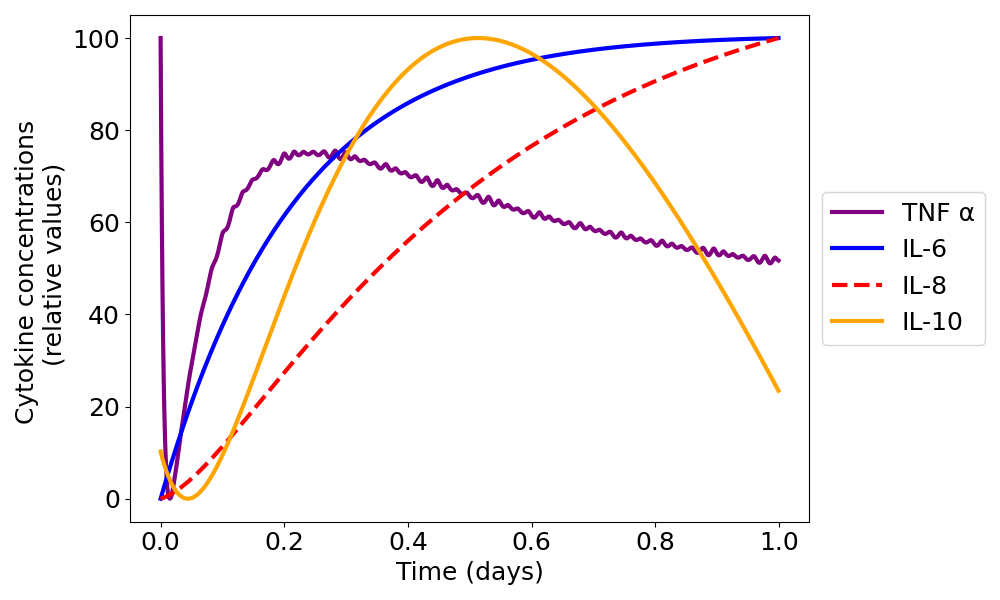 Cytokine concentrations
(relative values)
100
80
60
40
20
0
0.0 0.2 0.4 0.6 0.8 1.0
Time (days)
TNF α
IL-6
IL-8
IL-10